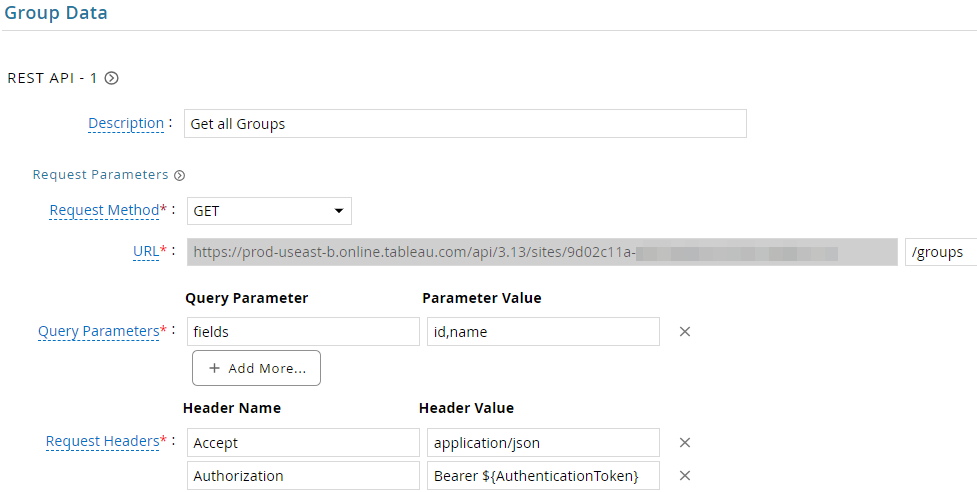 Group Data
REST API - 1
Description :
Get all Groups
Request Parameters
Request Method* :
GET
URL* :
https://prod-useast-b.online.tableau.com/api/3.13/sites/9d02c11a-
/groups
Query Parameter Parameter Value
Query Parameters* :
fields
id,name
+ Add More...
Header Name Header Value
Request Headers* :
Accept
application/json
Authorization
Bearer ${AuthenticationToken}